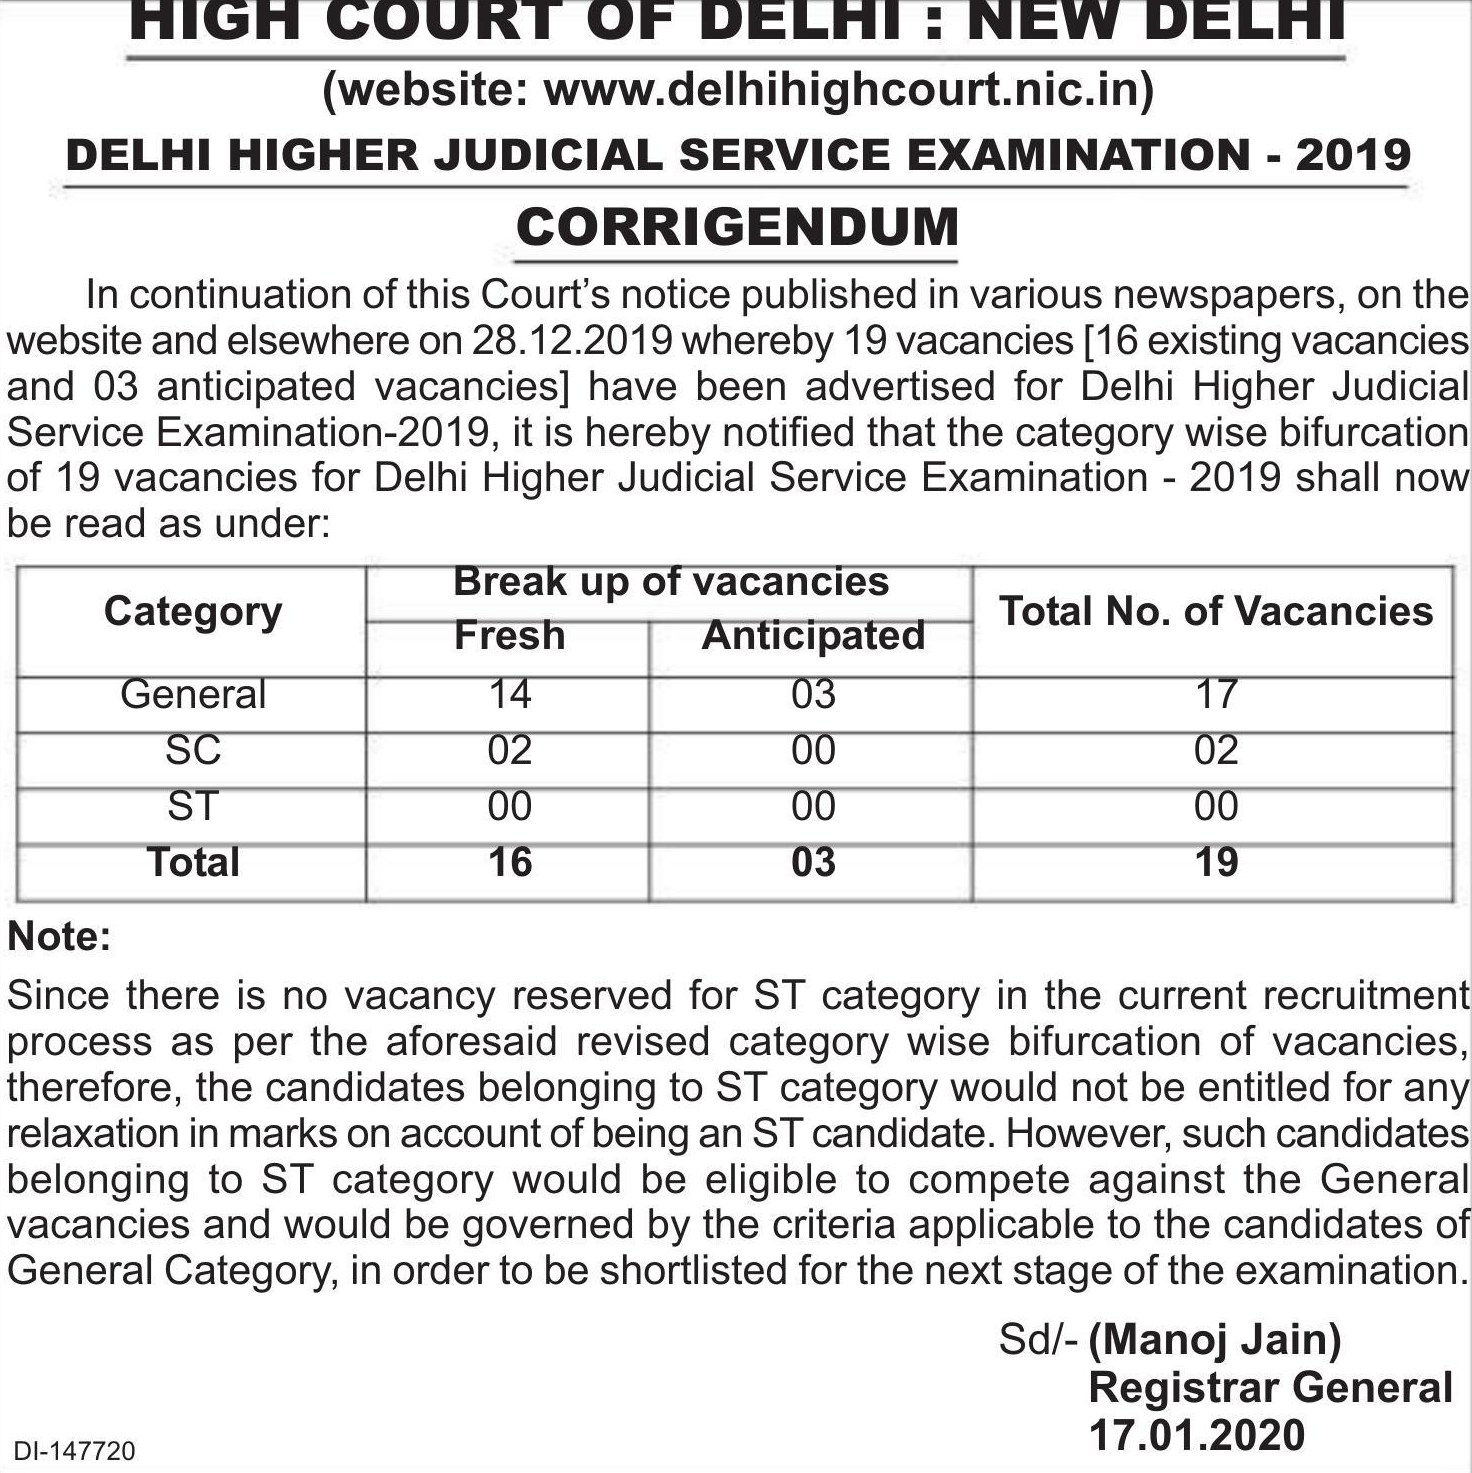 HIGH COURT OF DELHI : NEW DELHI
(website: www.delhihighcourt.nic.in)
DELHI HIGHER JUDICIAL SERVICE EXAMINATION - 2019
CORRIGENDUM
In continuation of this Court’s notice published in various newspapers, on the
website and elsewhere on 28.12.2019 whereby 19 vacancies [16 existing vacancies
and 03 anticipated vacancies] have been advertised for Delhi Higher Judicial
Service Examination-2019, it is hereby notified that the category wise bifurcation
of 19 vacancies for Delhi Higher Judicial Service Examination - 2019 shall now
be read as under:
Category Break up of vacancies Total No. of Vacancies
Fresh Anticipated
General 14 03 17
SC 02 00 02
ST 00 00 00
Total 16 03 19
Note:
Since there is no vacancy reserved for ST category in the current recruitment
process as per the aforesaid revised category wise bifurcation of vacancies,
therefore, the candidates belonging to ST category would not be entitled for any
relaxation in marks on account of being an ST candidate. However, such candidates
belonging to ST category would be eligible to compete against the General
vacancies and would be governed by the criteria applicable to the candidates of
General Category, in order to be shortlisted for the next stage of the examination.
Sd/- (Manoj Jain)
Registrar General
17.01.2020
DI-147720